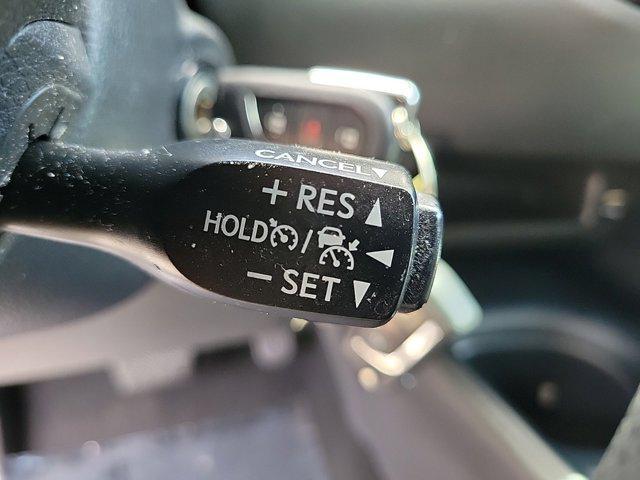 CANCEL▼
+ RES ▲
HOLD / ◀
− SET ▼